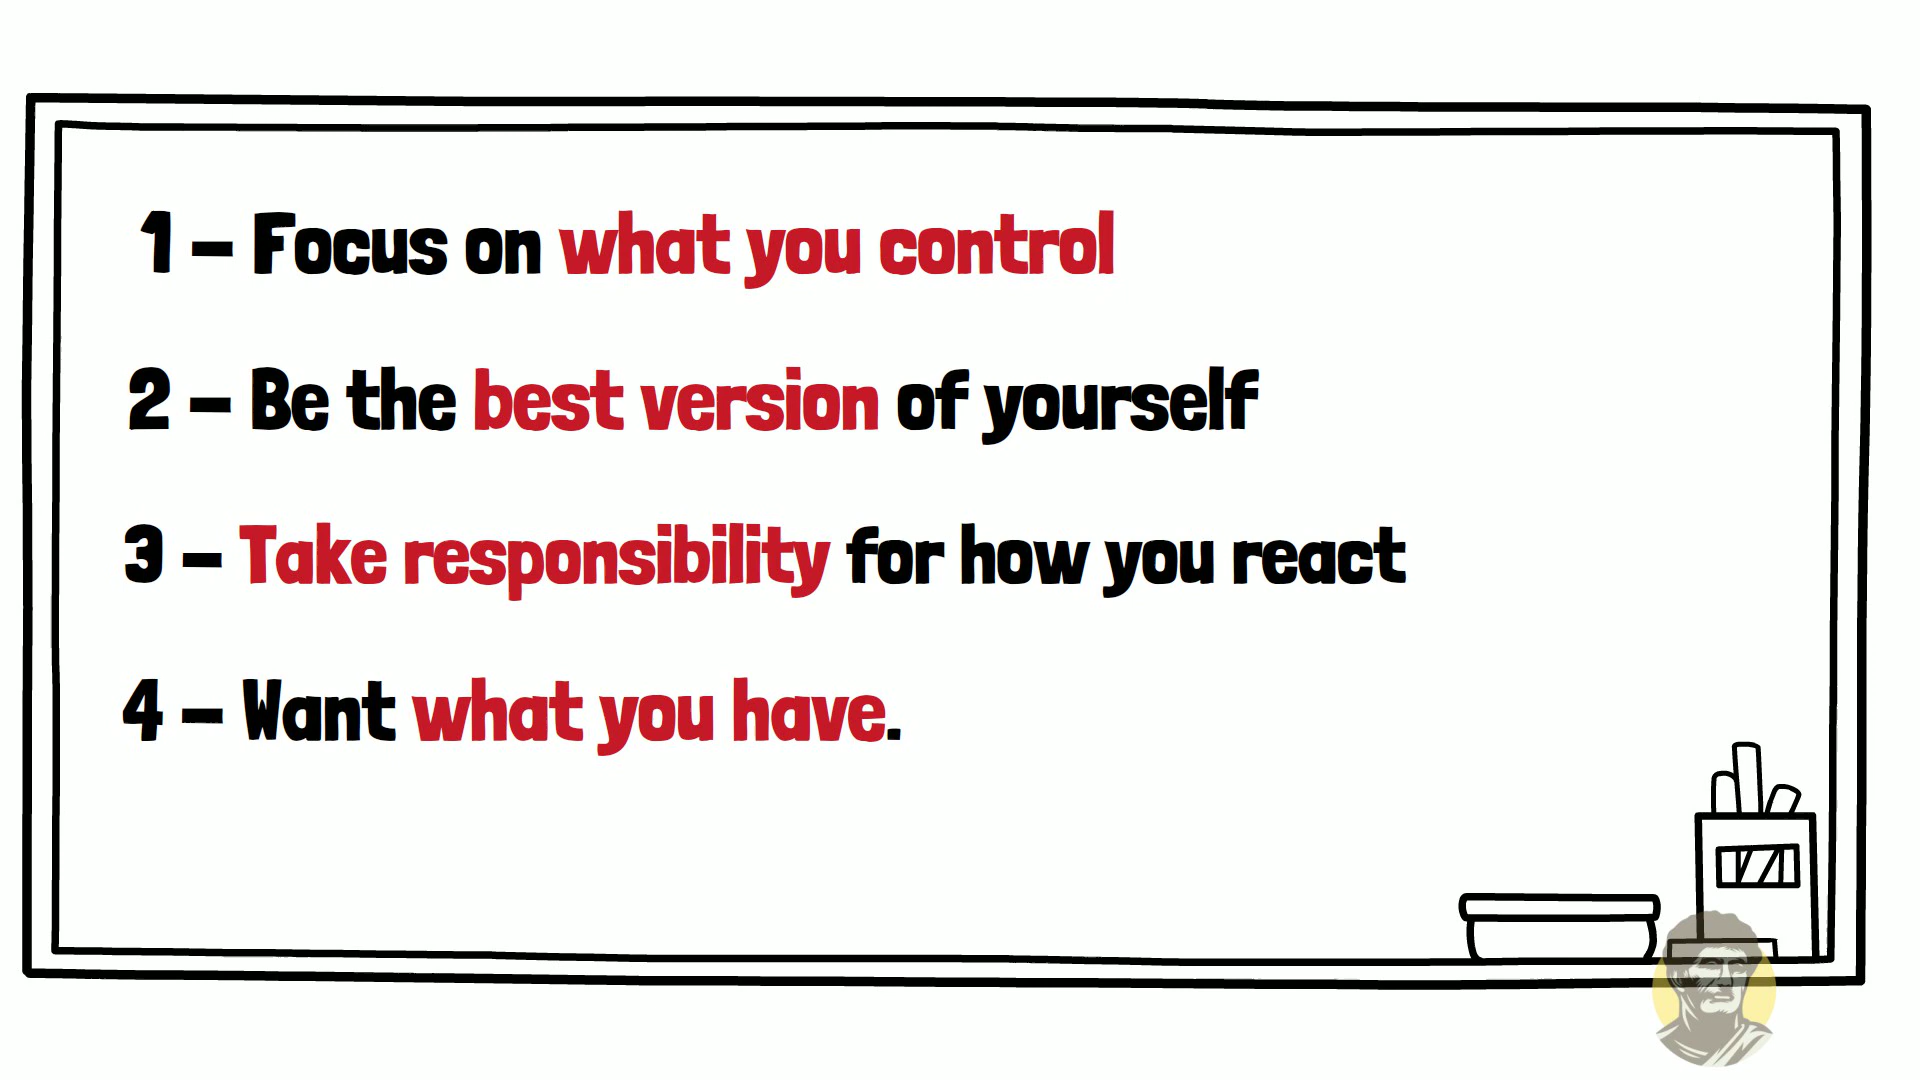 1 – Focus on what you control
2 – Be the best version of yourself
3 – Take responsibility for how you react
4 – Want what you have.